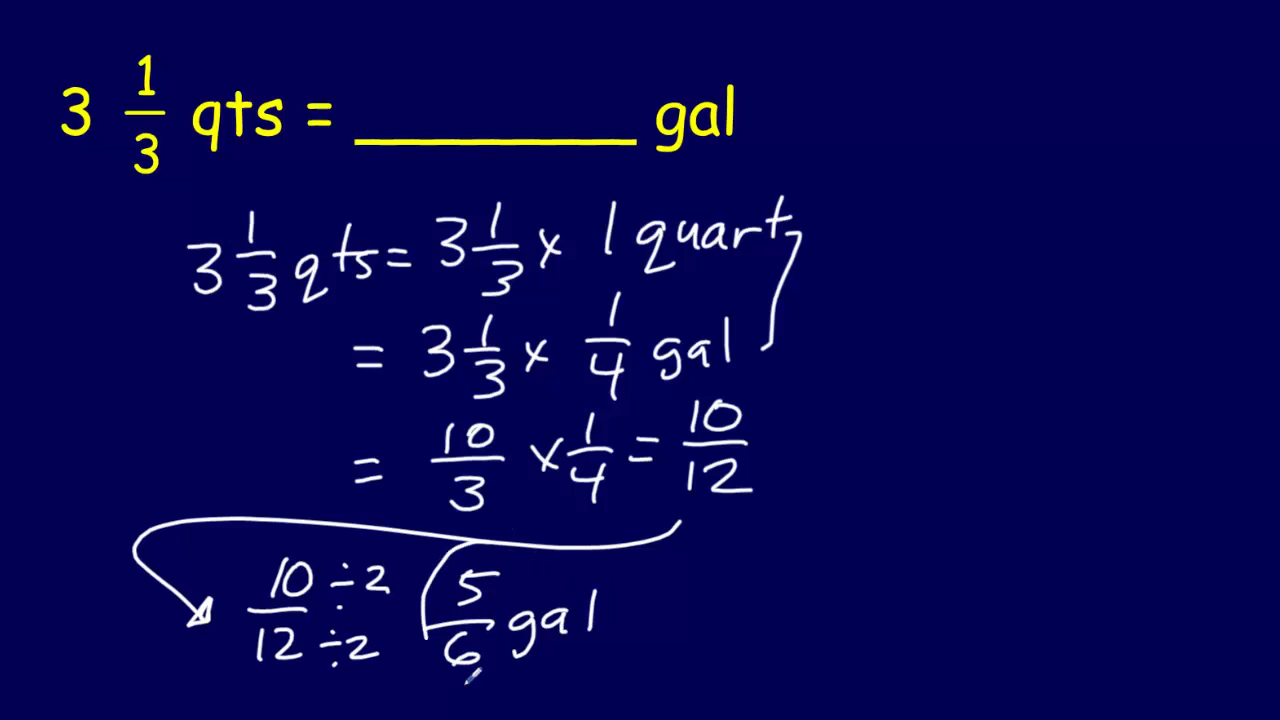 3 1/3 qts = ________ gal
3 1/3 qts = 3 1/3 x 1 quart
= 3 1/3 x 1/4 gal
= 10/3 x 1/4 = 10/12
10÷2/12÷2 5/6 gal